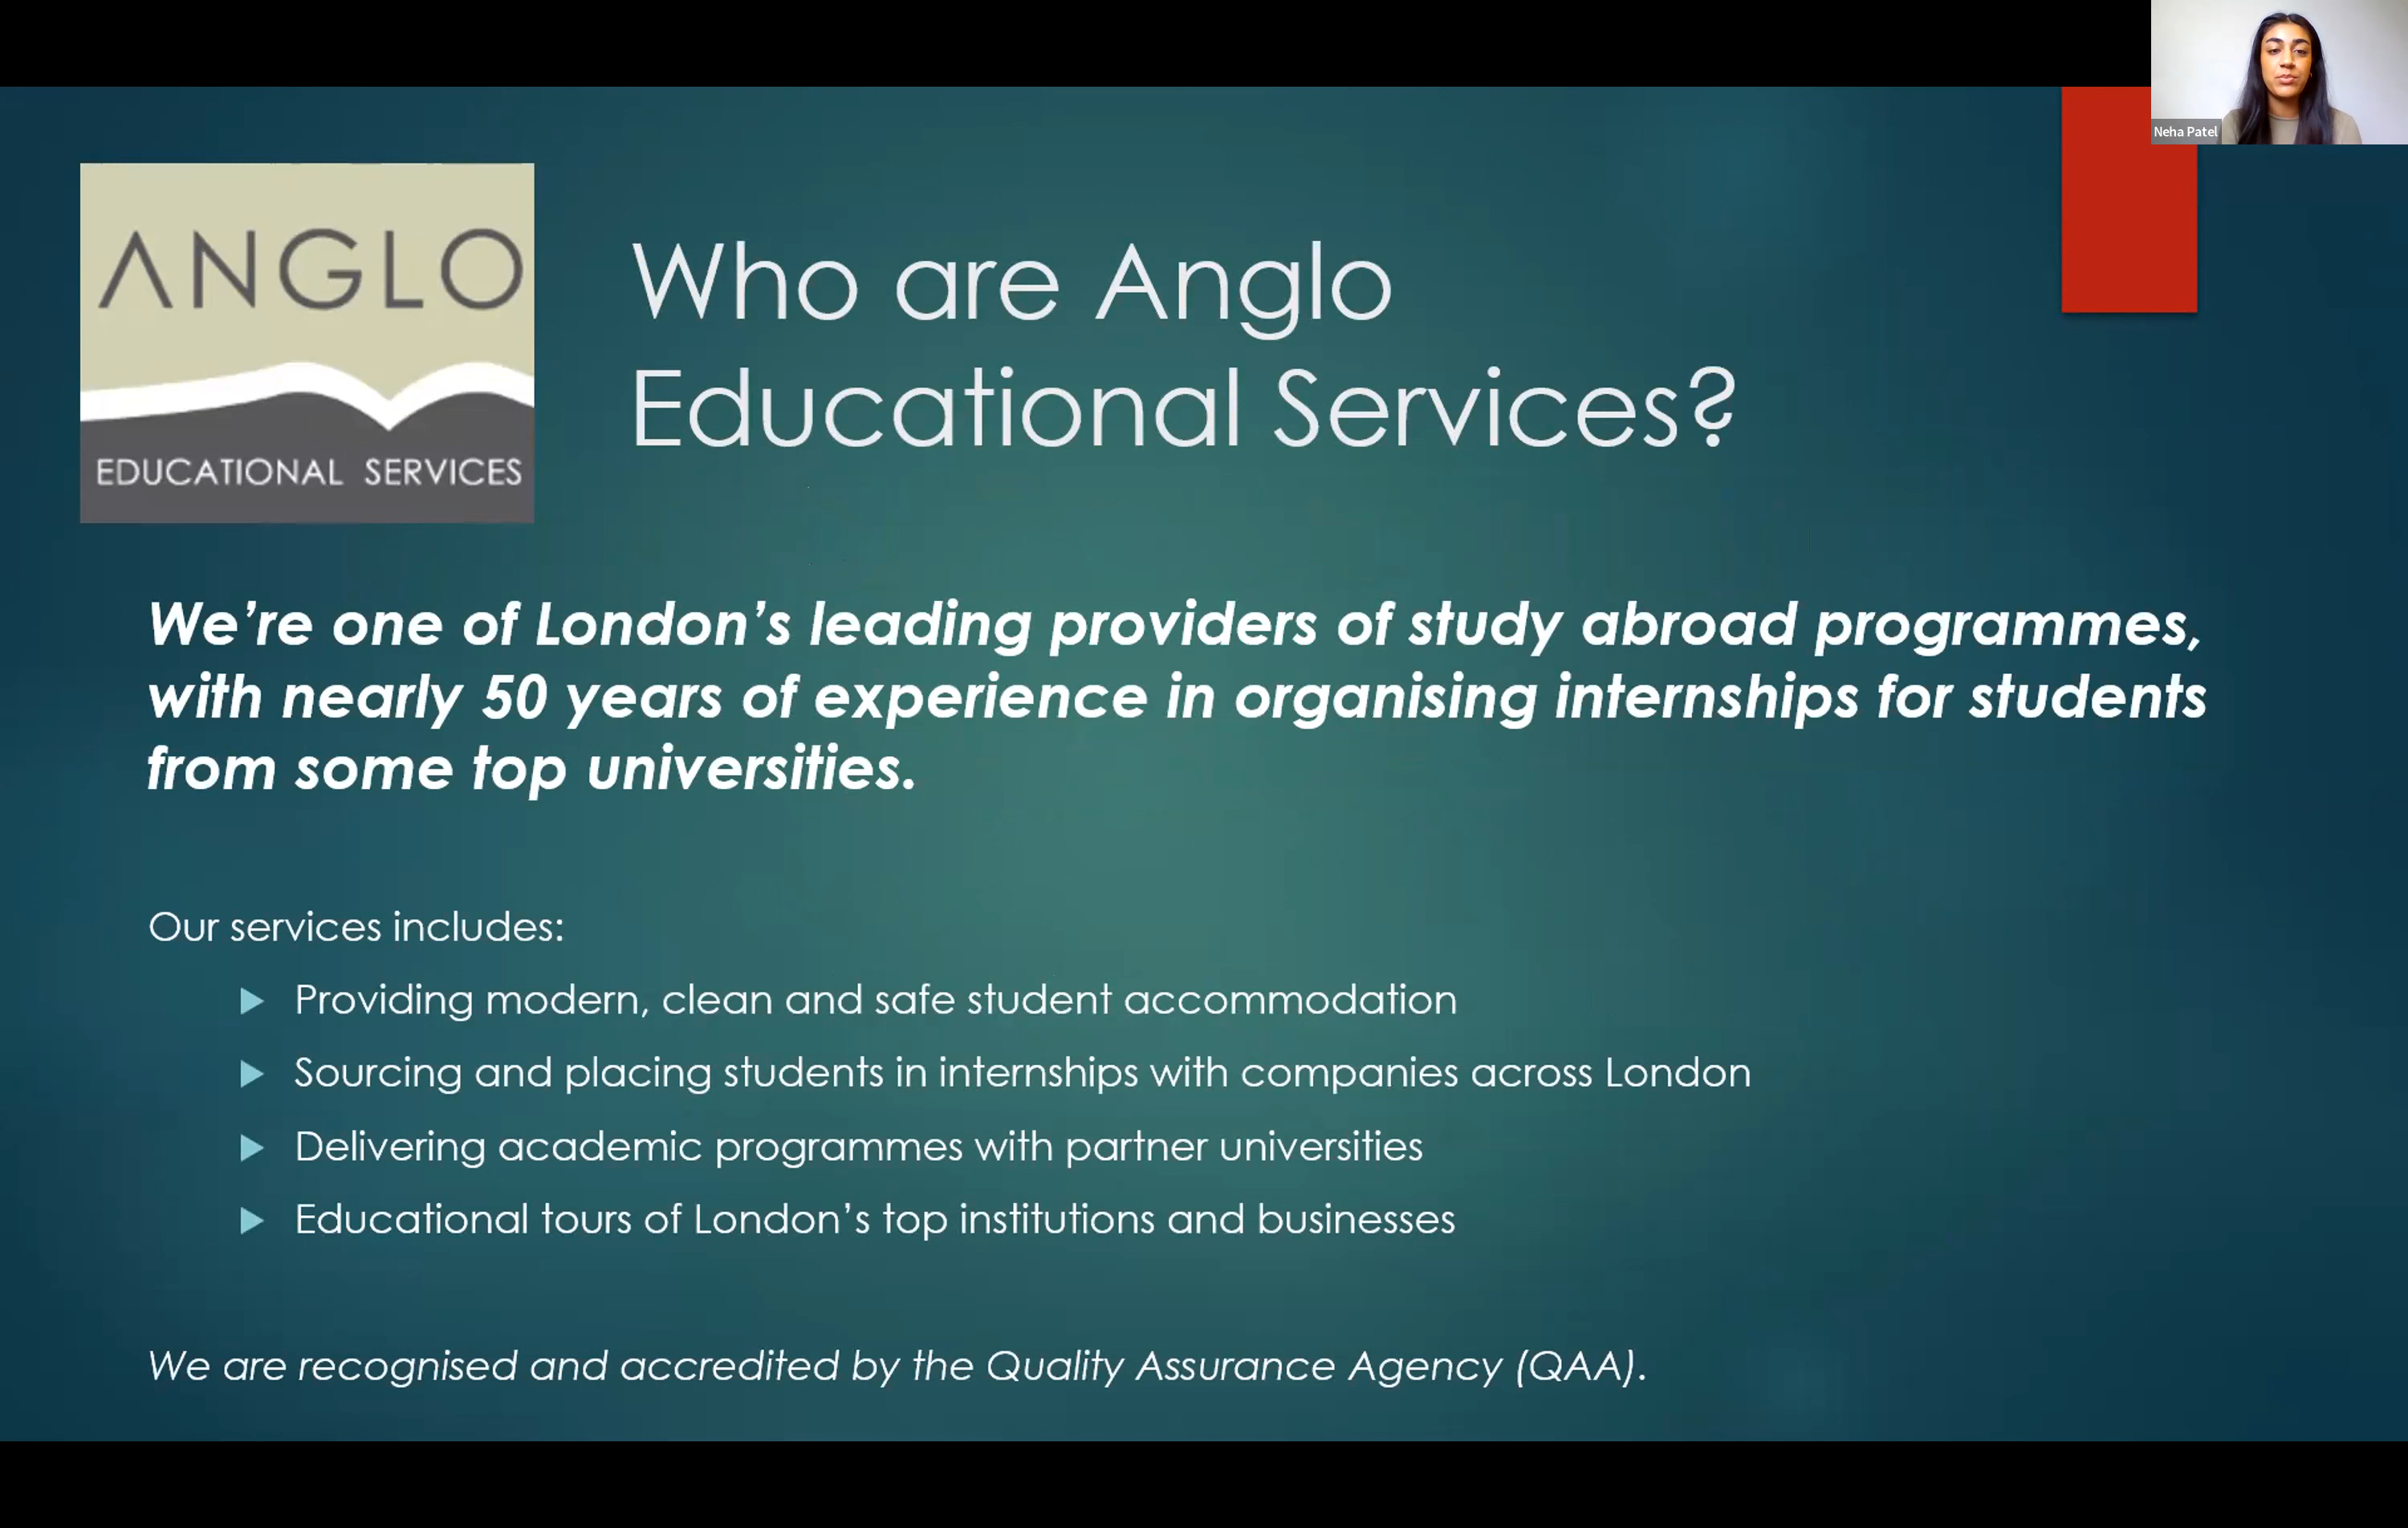 Neha Patel
ANGLO
EDUCATIONAL SERVICES
Who are Anglo
Educational Services?
We're one of London's leading providers of study abroad programmes,
with nearly 50 years of experience in organising internships for students
from some top universities.
Our services includes:
Providing modern, clean and safe student accommodation
Sourcing and placing students in internships with companies across London
Delivering academic programmes with partner universities
Educational tours of London's top institutions and businesses
We are recognised and accredited by the Quality Assurance Agency (QAA).